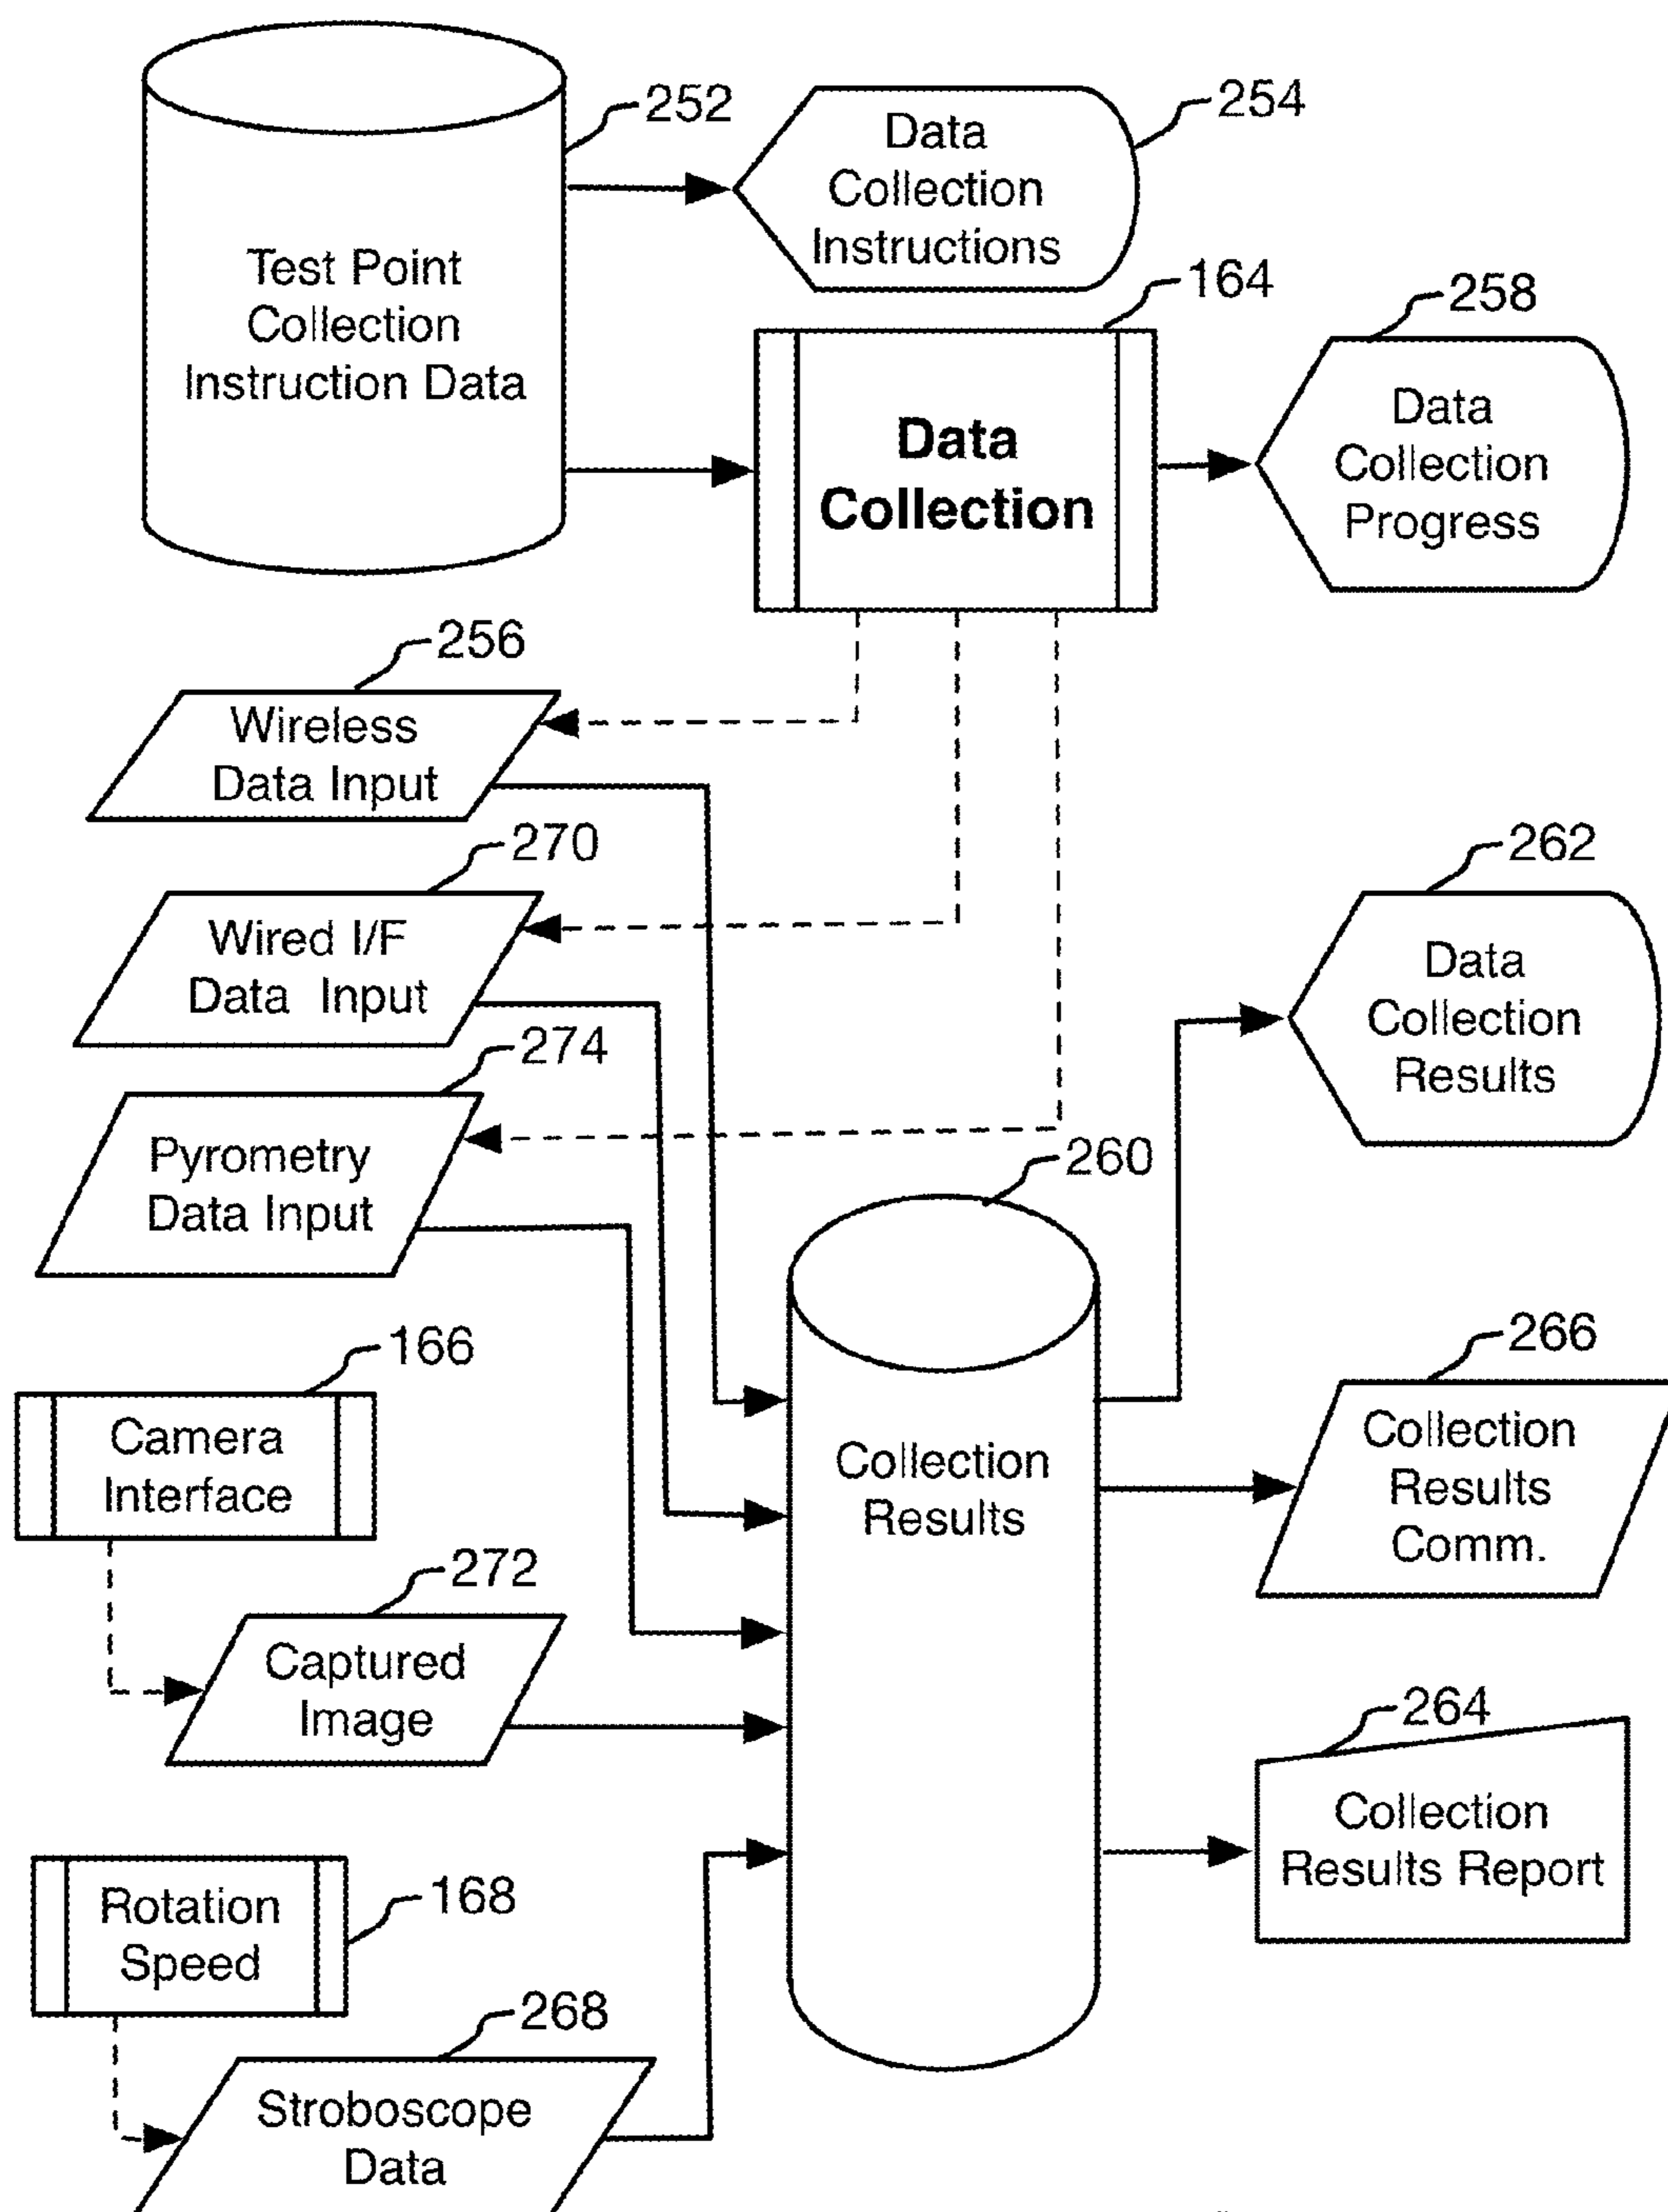 252
254
Data
Collection
Instructions
Test Point
Collection
Instruction Data
164
258
Data
Collection
Data
Collection
Progress
256
Wireless
Data Input
270
262
Wired I/F
Data Input
Data
Collection
Results
274
Pyrometry
Data Input
260
166
266
Camera
Interface
Collection
Results
Collection
Results
Comm.
272
Captured
Image
264
Collection
Results Report
Rotation
Speed
168
268
Stroboscope
Data